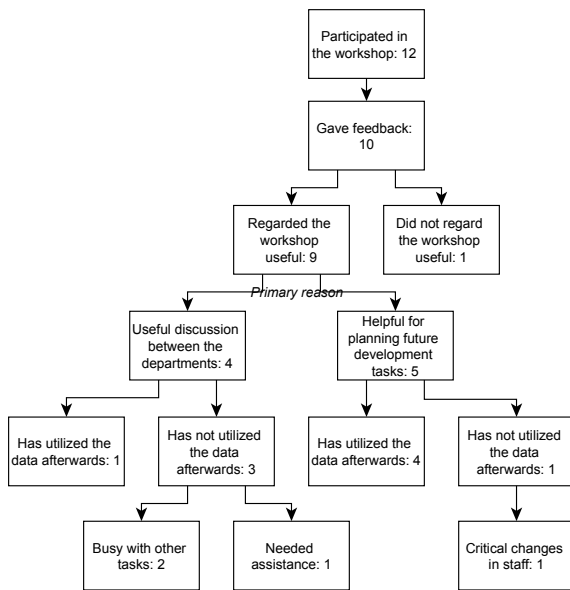 Participated in
the workshop: 12
Gave feedback:
10
Regarded the
workshop
useful: 9
Did not regard
the workshop
useful: 1
Primary reason
Useful discussion
between the
departments: 4
Helpful for
planning future
development
tasks: 5
Has utilized the
data afterwards: 1
Has not utilized
the data
afterwards: 3
Has utilized the
data afterwards: 4
Has not utilized
the data
afterwards: 1
Busy with other
tasks: 2
Needed
assistance: 1
Critical changes
in staff: 1